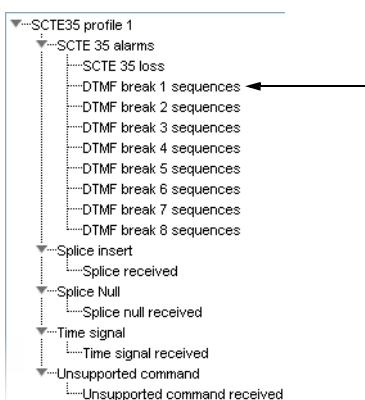 SCTE35 profile 1
SCTE 35 alarms
SCTE 35 loss
DTMF break 1 sequences
DTMF break 2 sequences
DTMF break 3 sequences
DTMF break 4 sequences
DTMF break 5 sequences
DTMF break 6 sequences
DTMF break 7 sequences
DTMF break 8 sequences
Splice insert
Splice received
Splice Null
Splice null received
Time signal
Time signal received
Unsupported command
Unsupported command received